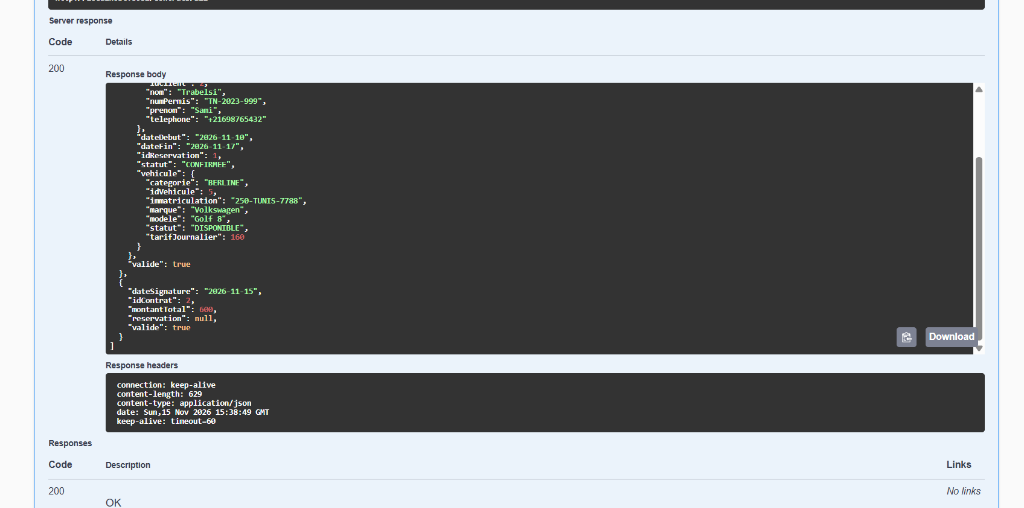 Server response
Code Details
200
Response body
"nom": "Trabelsi",
"numPermis": "TN-2023-999",
"prenom": "Sami",
"telephone": "+21698765432"
},
"dateDebut": "2026-11-10",
"dateFin": "2026-11-17",
"idReservation": 1,
"statut": "CONFIRMEE",
"vehicule": {
"categorie": "BERLINE",
"idVehicule": 5,
"immatriculation": "250-TUNIS-7788",
"marque": "Volkswagen",
"modele": "Golf 8",
"statut": "DISPONIBLE",
"tarifJournalier": 160
}
},
"valide": true
},
{
"dateSignature": "2026-11-15",
"idContrat": 2,
"montantTotal": 600,
"reservation": null,
"valide": true
}
]
Download
Response headers
connection: keep-alive
content-length: 629
content-type: application/json
date: Sun,15 Nov 2026 15:38:49 GMT
keep-alive: timeout=60
Responses
Code Description Links
200 No links
OK